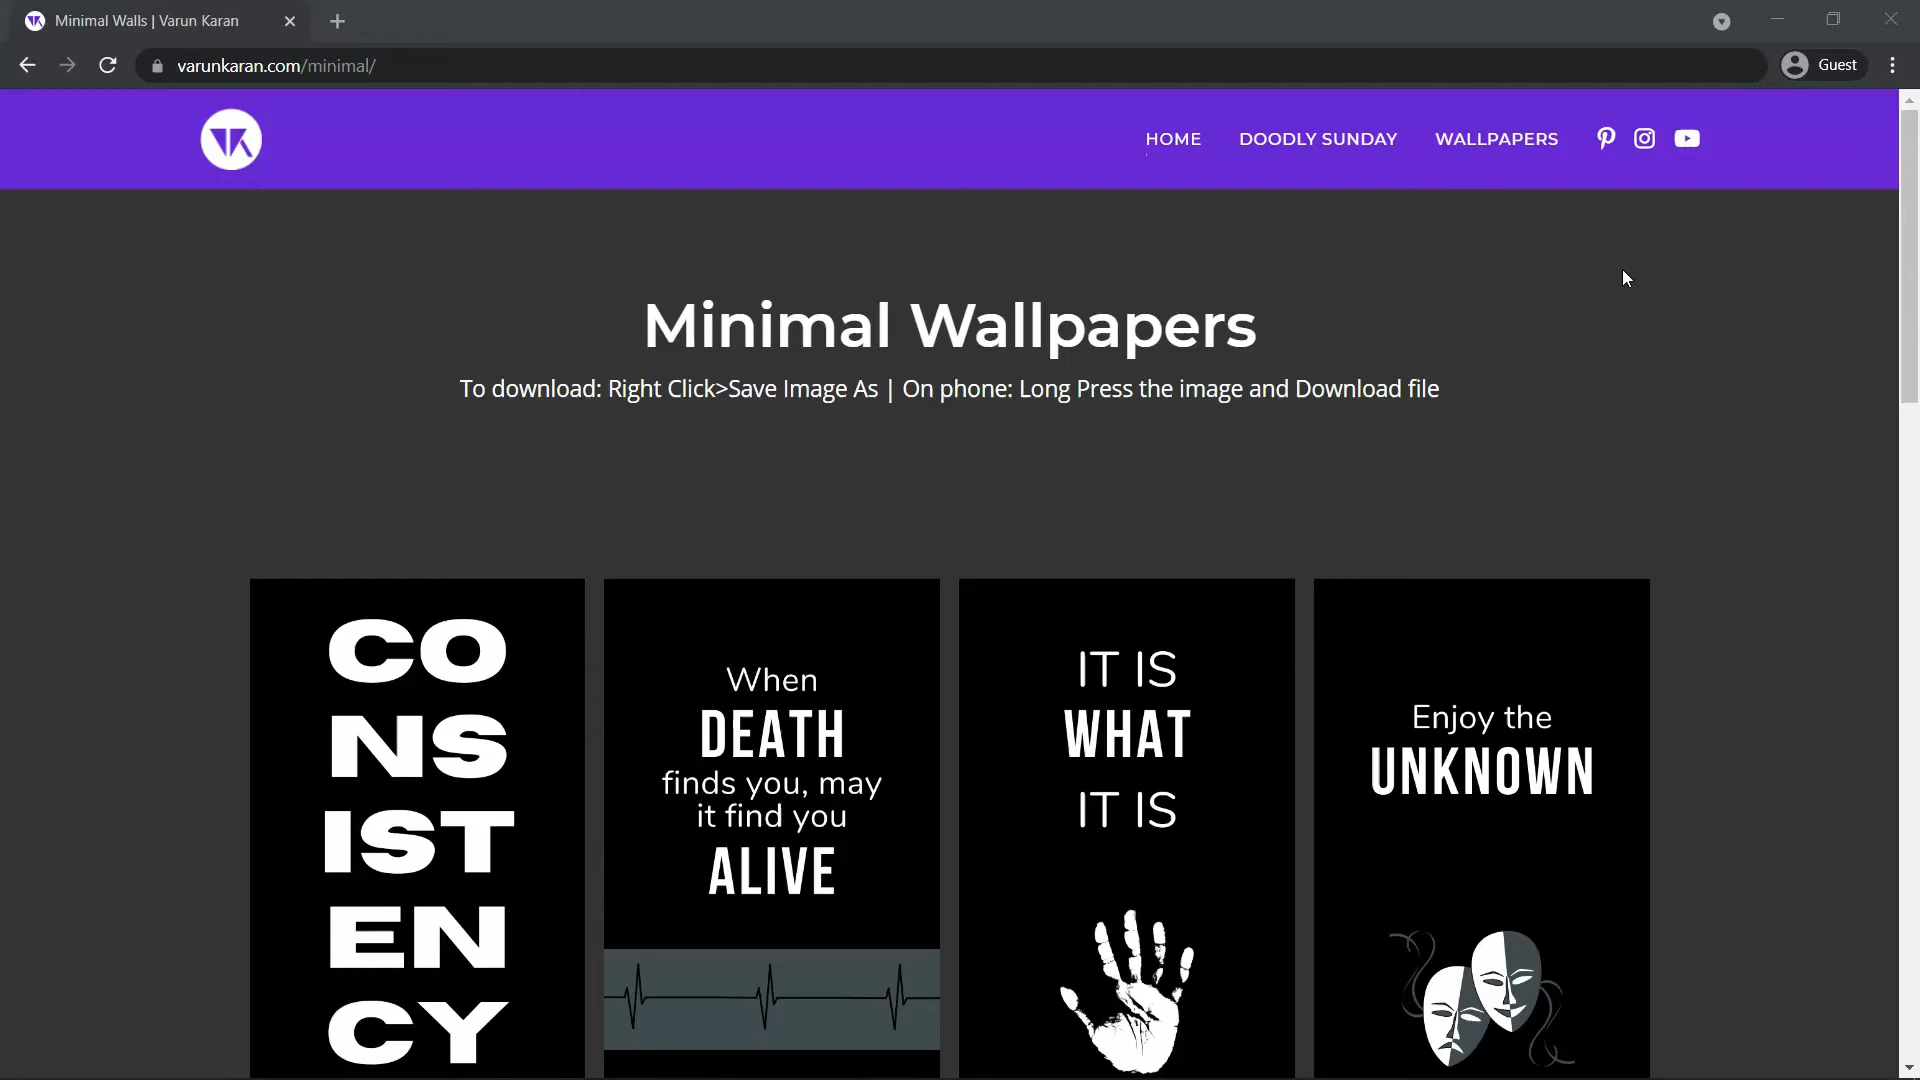 Minimal Walls | Varun Karan
varunkaran.com/minimal/
Guest
VK
HOME
DOODLY SUNDAY
WALLPAPERS
Minimal Wallpapers
To download: Right Click>Save Image As | On phone: Long Press the image and Download file
CO
NS
IST
EN
CY
When
DEATH
finds you, may
it find you
ALIVE
IT IS
WHAT
IT IS
Enjoy the
UNKNOWN